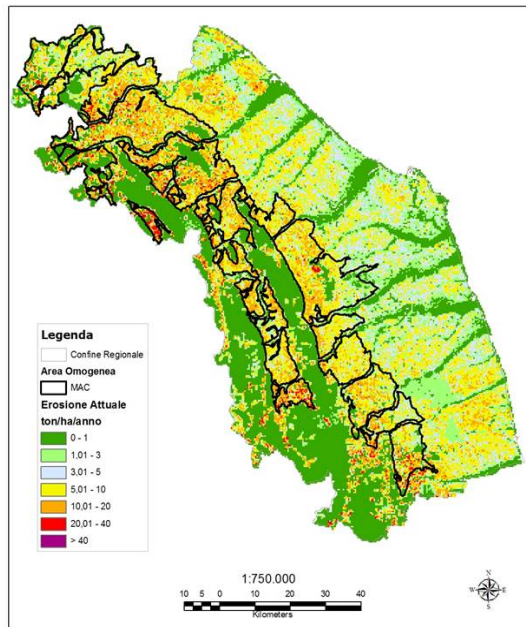 Legenda
Confine Regionale
Area Omogenea
MAC
Erosione Attuale
ton/ha/anno
0 - 1
1,01 - 3
3,01 - 5
5,01 - 10
10,01 - 20
20,01 - 40
> 40
1:750.000
10 5 0 10 20 30 40
Kilometers
N
W E
S